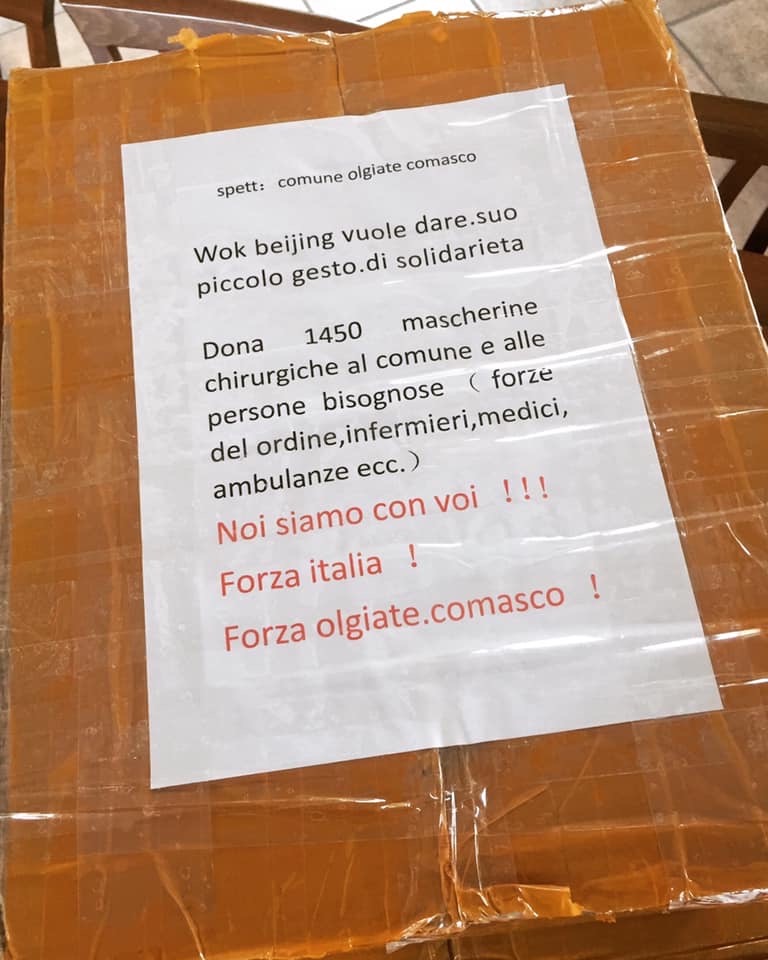 spett： comune olgiate comasco
Wok beijing vuole dare.suo
piccolo gesto.di solidarieta
Dona 1450 mascherine
chirurgiche al comune e alle
persone bisognose （ forze
del ordine,infermieri,medici,
ambulanze ecc.）
Noi siamo con voi ！！！
Forza italia ！
Forza olgiate.comasco ！